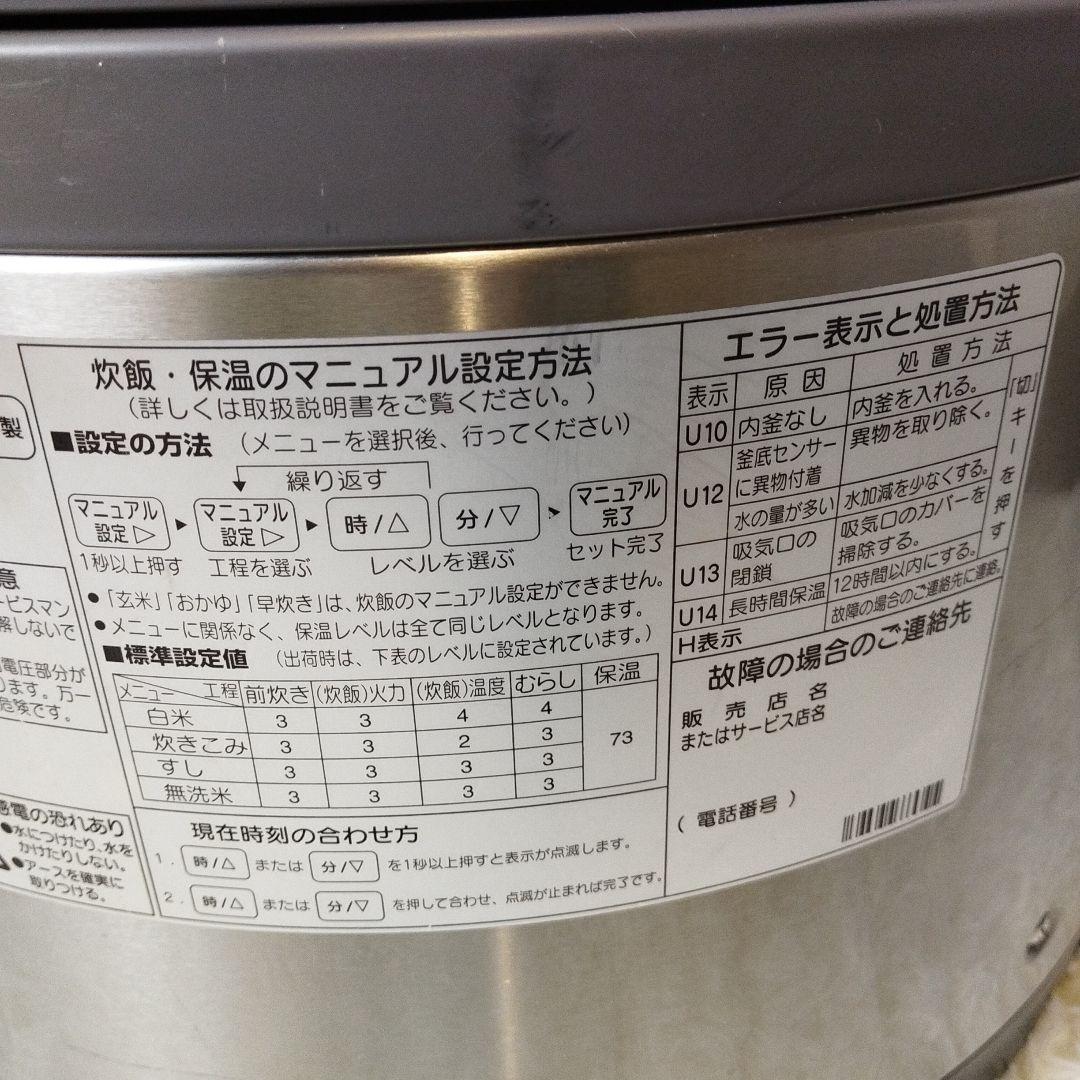 製
意
ービスマン
解しないで
電圧部分が
ります。万一
危険です。
感電の恐れあり
●水につけたり、水を
かけたりしない。
●アースを確実に
取りつける。
炊飯・保温のマニュアル設定方法
(詳しくは取扱説明書をご覧ください。)
■設定の方法 (メニューを選択後、行ってください)
繰り返す
マニュアル設定▷ ▶ マニュアル設定▷ ▶ 時/△ 分/▽ ▶ マニュアル完了
1秒以上押す 工程を選ぶ レベルを選ぶ セット完了
●「玄米」「おかゆ」「早炊き」は、炊飯のマニュアル設定ができません。
●メニューに関係なく、保温レベルは全て同じレベルとなります。
■標準設定値 (出荷時は、下表のレベルに設定されています。)
メニュー 工程 前炊き (炊飯)火力 (炊飯)温度 むらし 保温
白米 3 3 4 4
炊きこみ 3 3 2 3 73
すし 3 3 3 3
無洗米 3 3 3 3
現在時刻の合わせ方
1. 時/△ または 分/▽ を1秒以上押すと表示が点滅します。
2. 時/△ または 分/▽ を押して合わせ、点滅が止まれば完了です。
エラー表示と処置方法
表示 原因 処置方法
U10 内釜なし 内釜を入れる。
U12 釜底センサーに異物付着 異物を取り除く。
水の量が多い 水加減を少なくする。
U13 吸気口の閉鎖 吸気口のカバーを掃除する。
U14 長時間保温 12時間以内にする。
「切」キーを押す
H表示 故障の場合のご連絡先に連絡。
故障の場合のご連絡先
販売店名
またはサービス店名
(電話番号 )